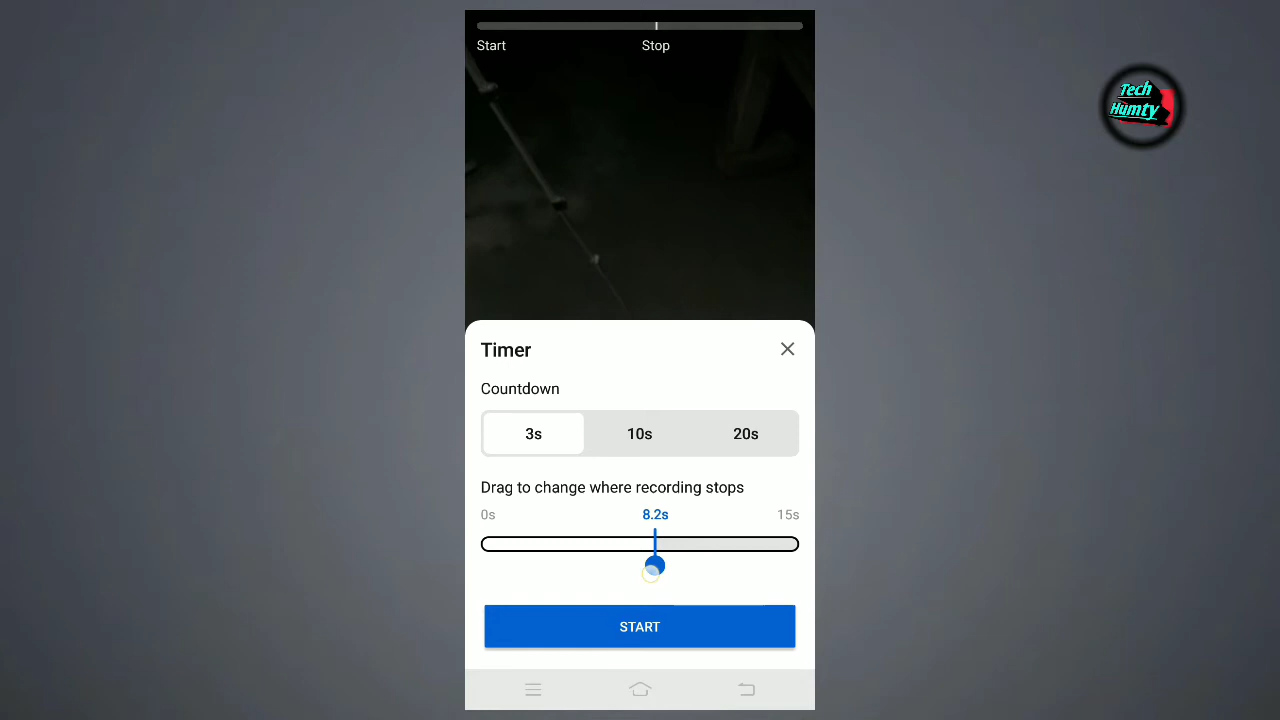 Start Stop
Tech
Humty
Timer
Countdown
3s 10s 20s
Drag to change where recording stops
0s 8.2s 15s
START